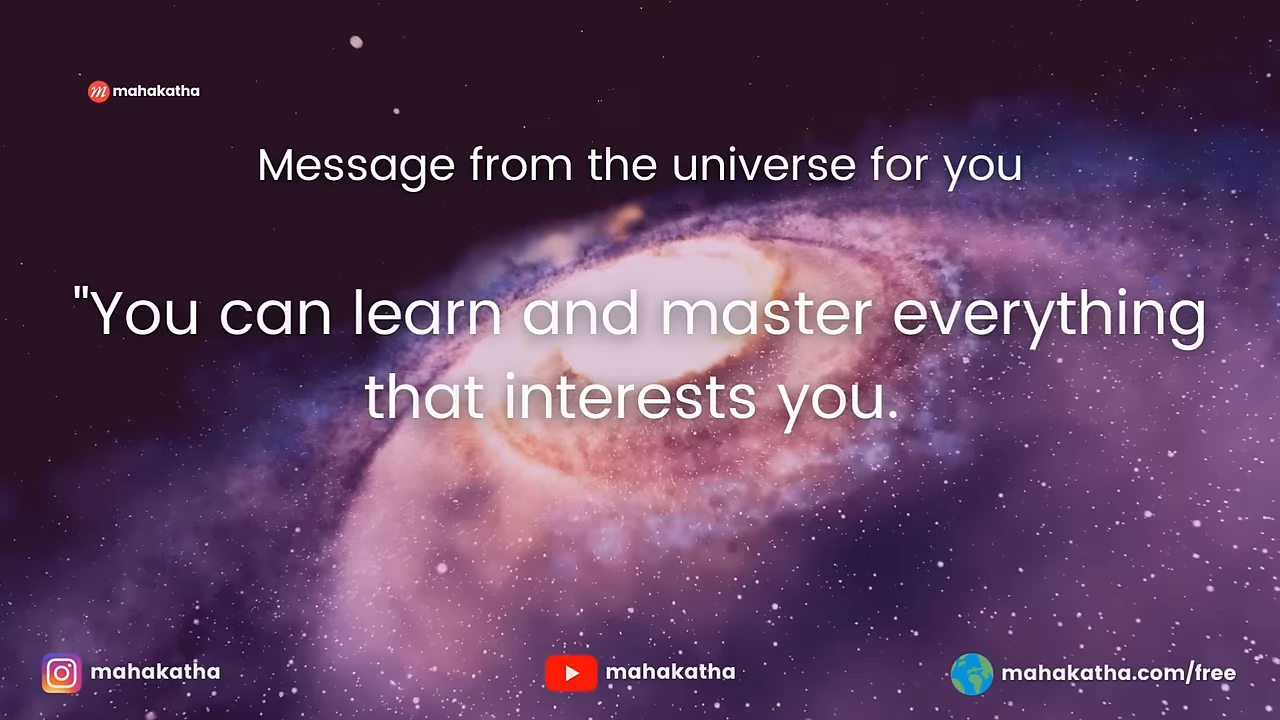 mahakatha
Message from the universe for you
"You can learn and master everything
that interests you.
mahakatha
mahakatha
mahakatha.com/free